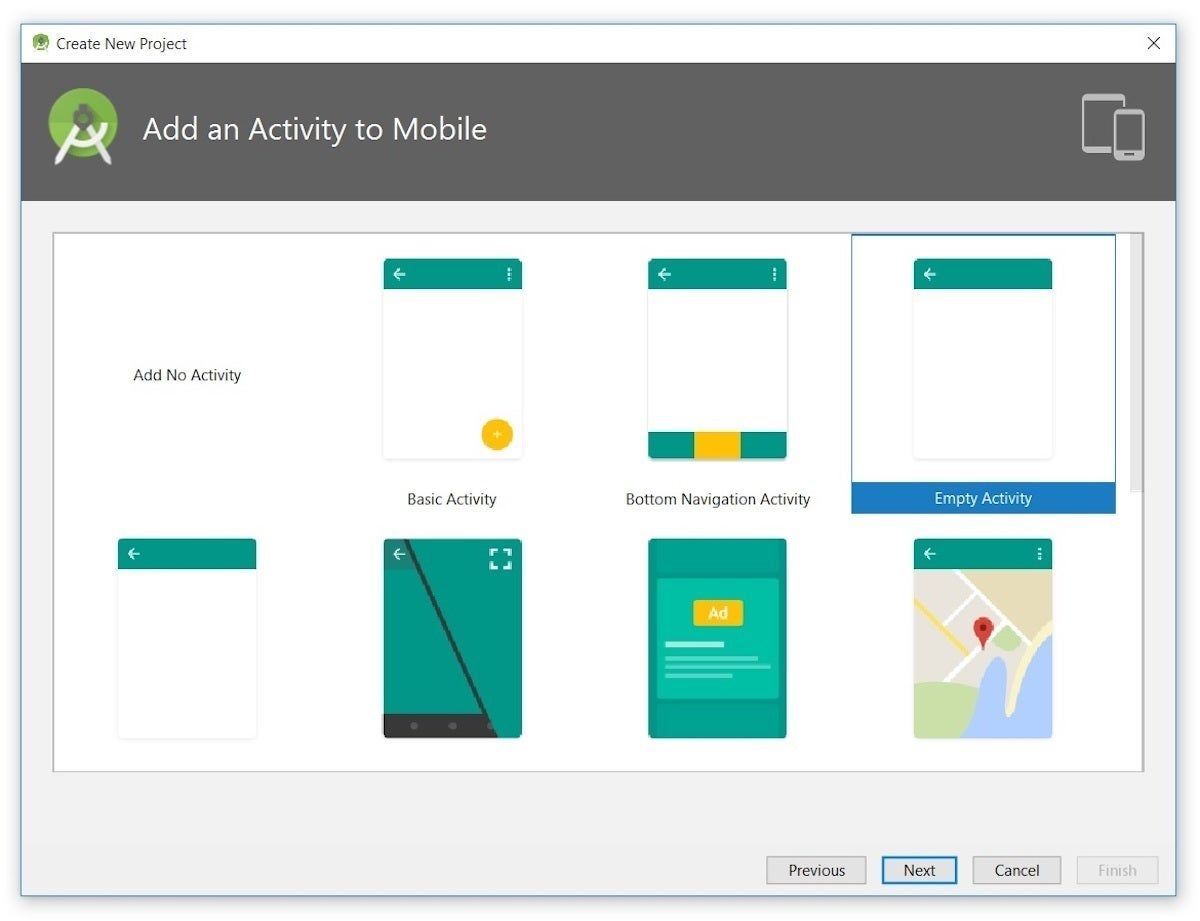 Create New Project
Add an Activity to Mobile
Add No Activity
Basic Activity
Bottom Navigation Activity
Empty Activity
Ad
Previous
Next
Cancel
Finish